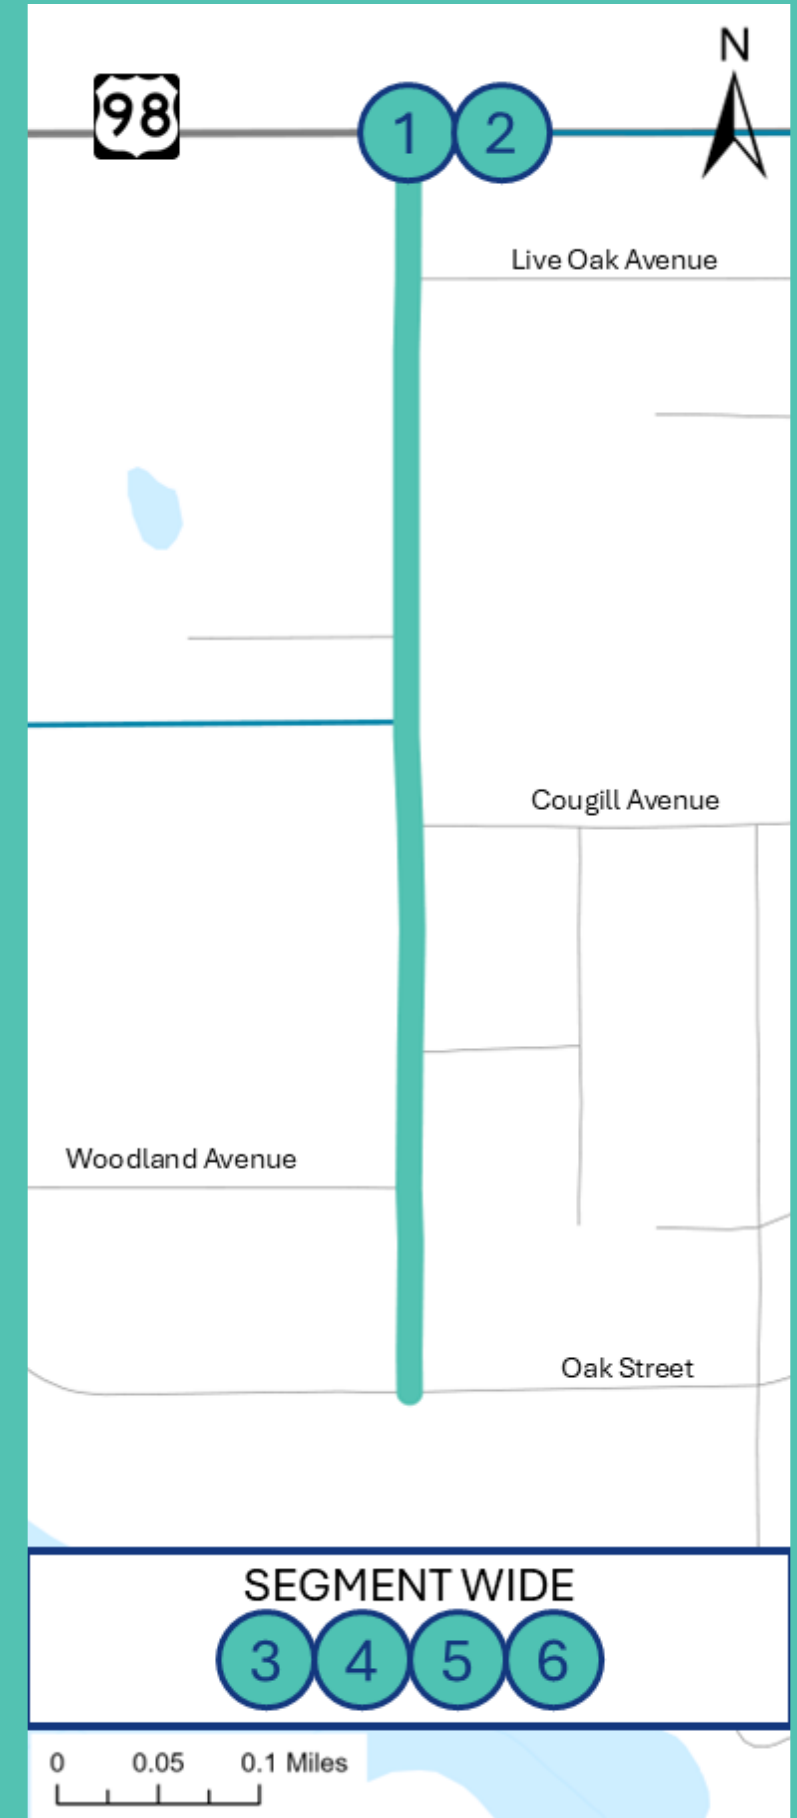 N
98
1 2
Live Oak Avenue
Cougill Avenue
Woodland Avenue
Oak Street
SEGMENT WIDE
3 4 5 6
0 0.05 0.1 Miles